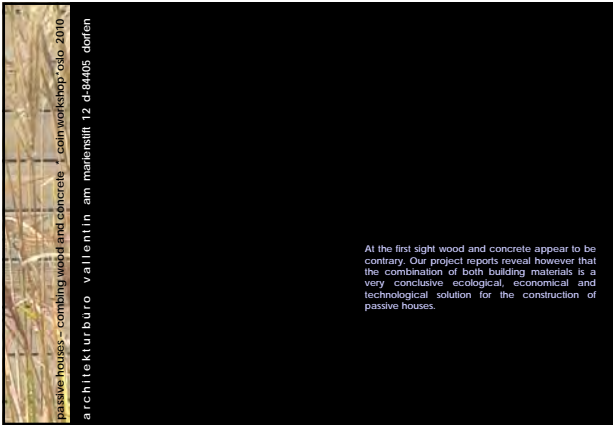 passive houses – combing wood and concrete * coin workshop*oslo 2010
architekturbüro vallentin am marienstift 12 d-84405 dorfen
At the first sight wood and concrete appear to be
contrary. Our project reports reveal however that
the combination of both building materials is a
very conclusive ecological, economical and
technological solution for the construction of
passive houses.